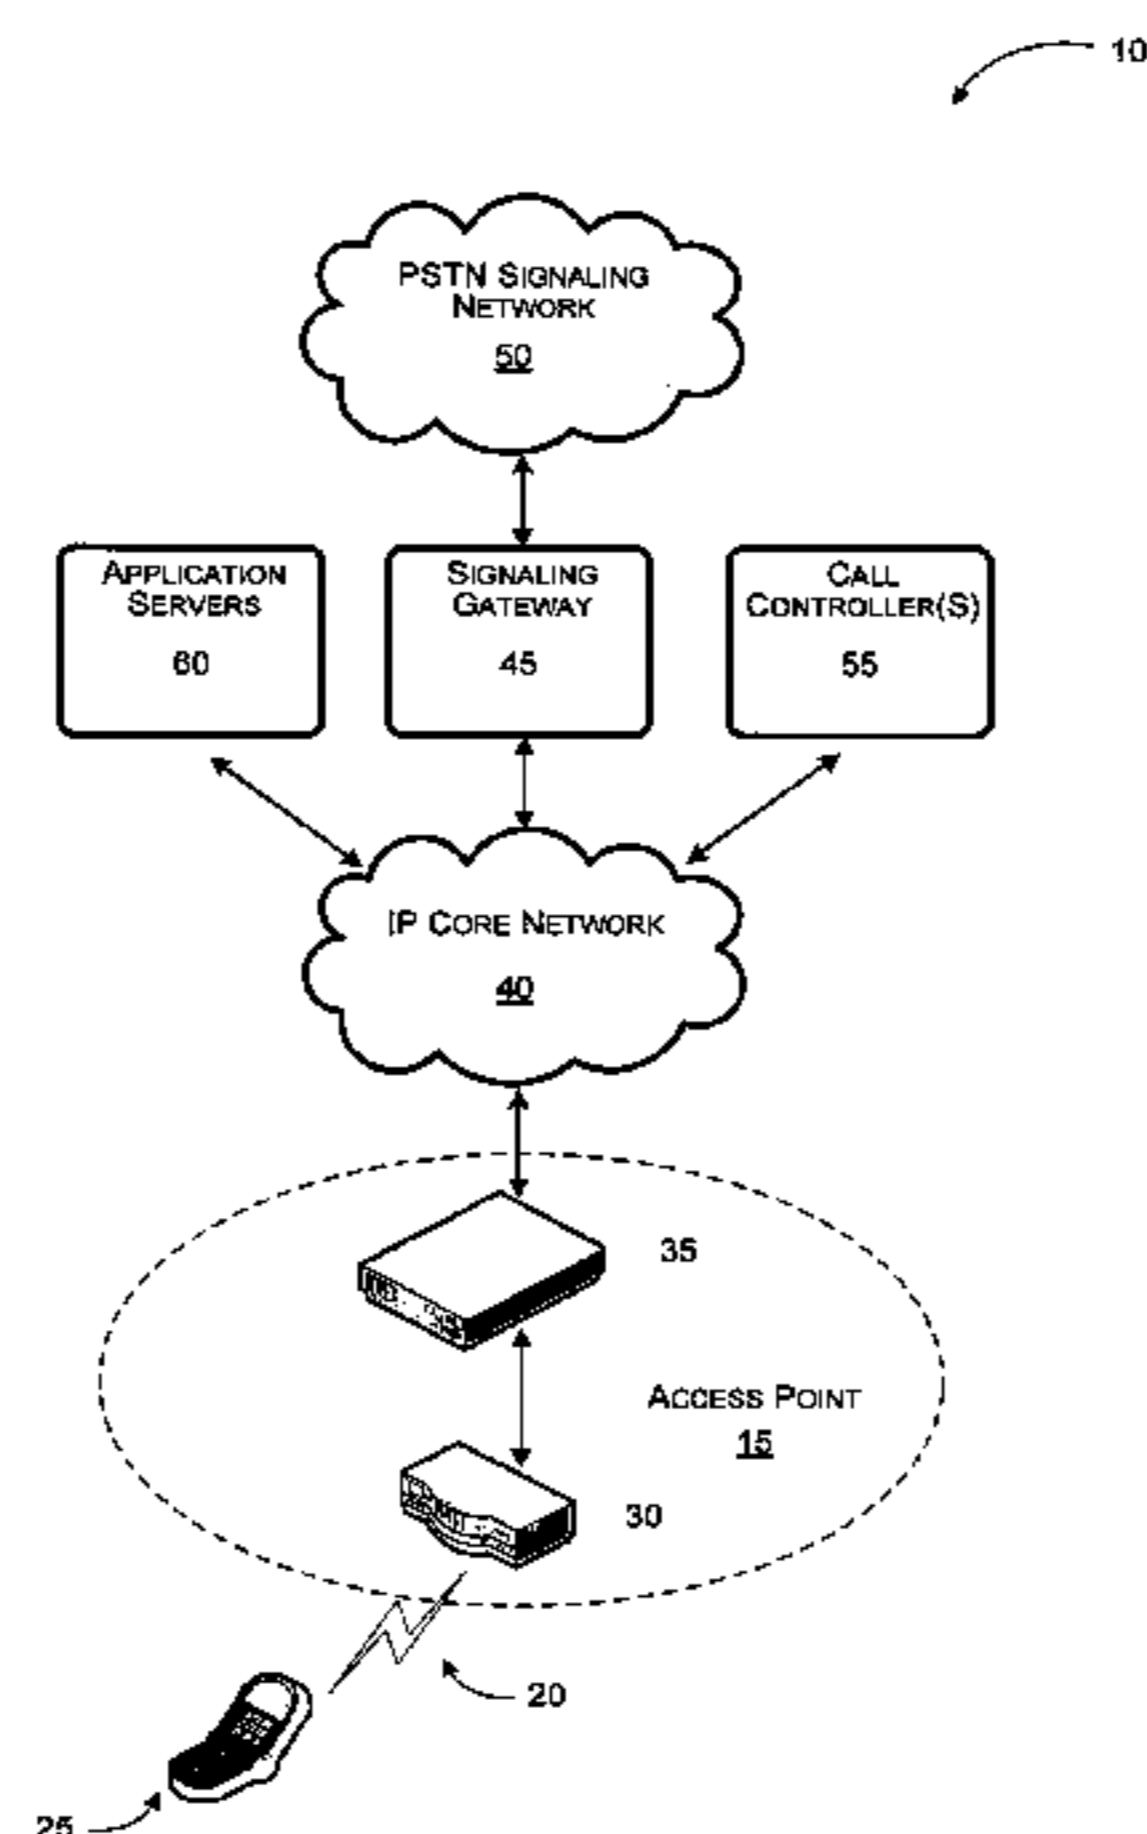 10
PSTN SIGNALING
NETWORK
50
APPLICATION
SERVERS
60
SIGNALING
GATEWAY
45
CALL
CONTROLLER(S)
55
IP CORE NETWORK
40
35
ACCESS POINT
15
30
20
25